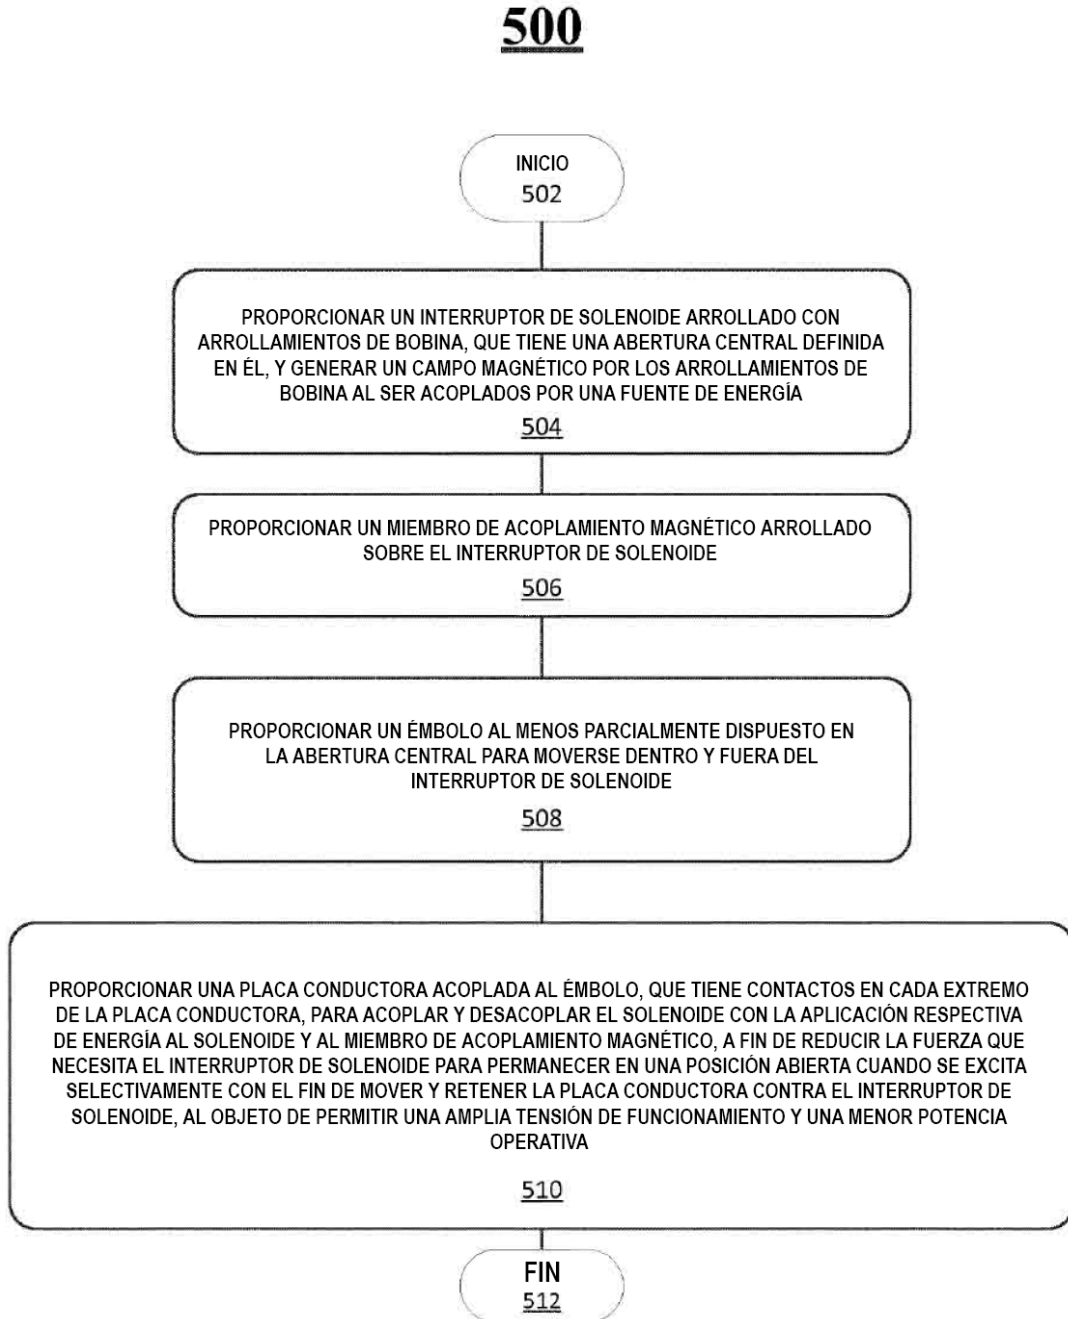 500
INICIO
502
PROPORCIONAR UN INTERRUPTOR DE SOLENOIDE ARROLLADO CON
ARROLLAMIENTOS DE BOBINA, QUE TIENE UNA ABERTURA CENTRAL DEFINIDA
EN ÉL, Y GENERAR UN CAMPO MAGNÉTICO POR LOS ARROLLAMIENTOS DE
BOBINA AL SER ACOPLADOS POR UNA FUENTE DE ENERGÍA
504
PROPORCIONAR UN MIEMBRO DE ACOPLAMIENTO MAGNÉTICO ARROLLADO
SOBRE EL INTERRUPTOR DE SOLENOIDE
506
PROPORCIONAR UN ÉMBOLO AL MENOS PARCIALMENTE DISPUESTO EN
LA ABERTURA CENTRAL PARA MOVERSE DENTRO Y FUERA DEL
INTERRUPTOR DE SOLENOIDE
508
PROPORCIONAR UNA PLACA CONDUCTORA ACOPLADA AL ÉMBOLO, QUE TIENE CONTACTOS EN CADA EXTREMO
DE LA PLACA CONDUCTORA, PARA ACOPLAR Y DESACOPLAR EL SOLENOIDE CON LA APLICACIÓN RESPECTIVA
DE ENERGÍA AL SOLENOIDE Y AL MIEMBRO DE ACOPLAMIENTO MAGNÉTICO, A FIN DE REDUCIR LA FUERZA QUE
NECESITA EL INTERRUPTOR DE SOLENOIDE PARA PERMANECER EN UNA POSICIÓN ABIERTA CUANDO SE EXCITA
SELECTIVAMENTE CON EL FIN DE MOVER Y RETENER LA PLACA CONDUCTORA CONTRA EL INTERRUPTOR DE
SOLENOIDE, AL OBJETO DE PERMITIR UNA AMPLIA TENSIÓN DE FUNCIONAMIENTO Y UNA MENOR POTENCIA
OPERATIVA
510
FIN
512